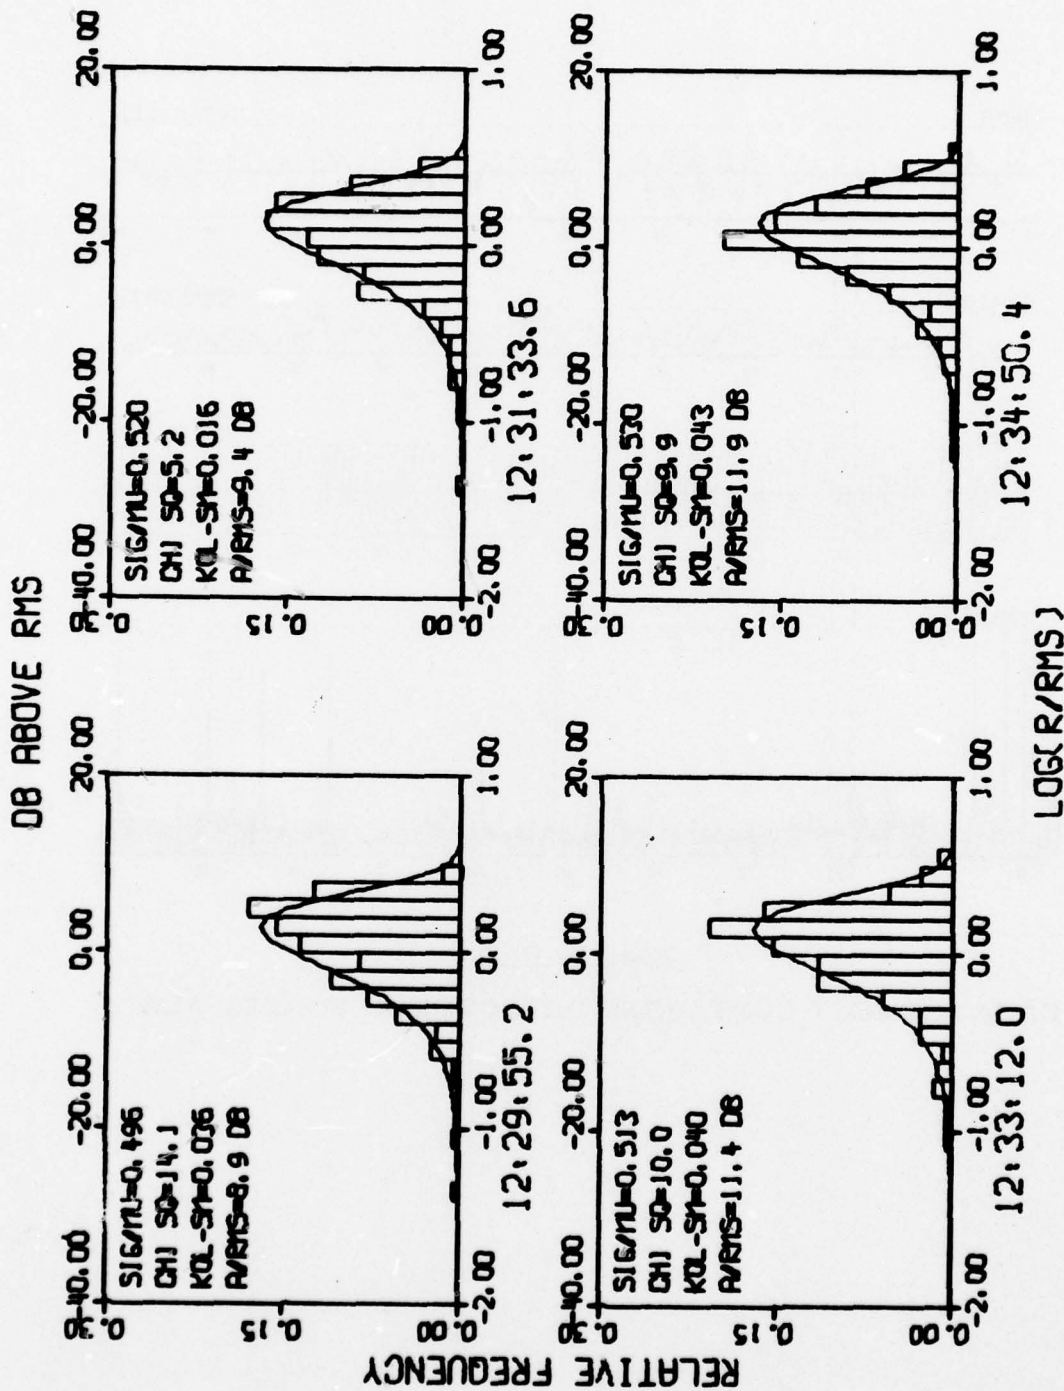 DB ABOVE RMS
-40.00 -20.00 0.00 20.00
0.30
0.15
0.00
SIG/MU=0.496
CHI SQ=14.1
KOL-SM=0.036
A/RMS=8.9 DB
-2.00 -1.00 0.00 1.00
12:29:55.2
-40.00 -20.00 0.00 20.00
0.15
0.00
SIG/MU=0.520
CHI SQ=5.2
KOL-SM=0.016
A/RMS=9.4 DB
-2.00 -1.00 0.00 1.00
12:31:33.6
RELATIVE FREQUENCY
-40.00 -20.00 0.00 20.00
0.30
0.15
0.00
SIG/MU=0.513
CHI SQ=10.0
KOL-SM=0.040
A/RMS=11.4 DB
-2.00 -1.00 0.00 1.00
12:33:12.0
-40.00 -20.00 0.00 20.00
0.30
0.15
0.00
SIG/MU=0.530
CHI SQ=9.9
KOL-SM=0.043
A/RMS=11.9 DB
-2.00 -1.00 0.00 1.00
12:34:50.4
LOG(R/RMS)